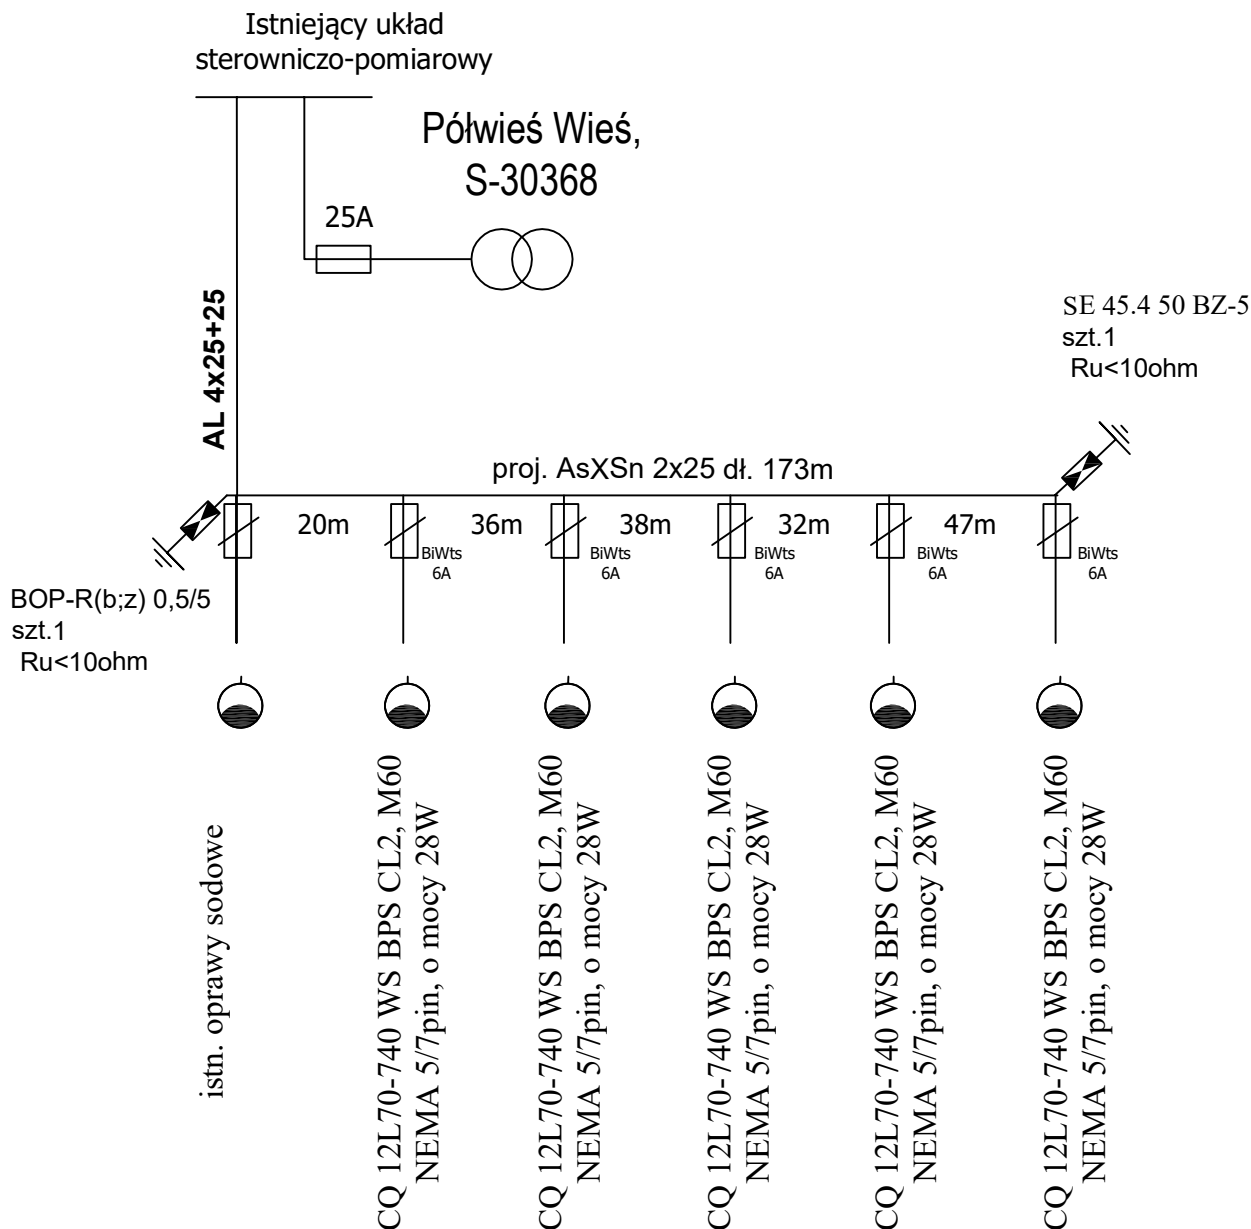 Istniejący układ
sterowniczo-pomiarowy
Półwieś Wieś,
S-30368
25A
AL 4x25+25
SE 45.4 50 BZ-5
szt.1
Ru<10ohm
proj. AsXSn 2x25 dł. 173m
20m
36m
38m
32m
47m
BiWts
6A
BiWts
6A
BiWts
6A
BiWts
6A
BiWts
6A
BOP-R(b;z) 0,5/5
szt.1
Ru<10ohm
istn. oprawy sodowe
CQ 12L70-740 WS BPS CL2, M60
NEMA 5/7pin, o mocy 28W
CQ 12L70-740 WS BPS CL2, M60
NEMA 5/7pin, o mocy 28W
CQ 12L70-740 WS BPS CL2, M60
NEMA 5/7pin, o mocy 28W
CQ 12L70-740 WS BPS CL2, M60
NEMA 5/7pin, o mocy 28W
CQ 12L70-740 WS BPS CL2, M60
NEMA 5/7pin, o mocy 28W